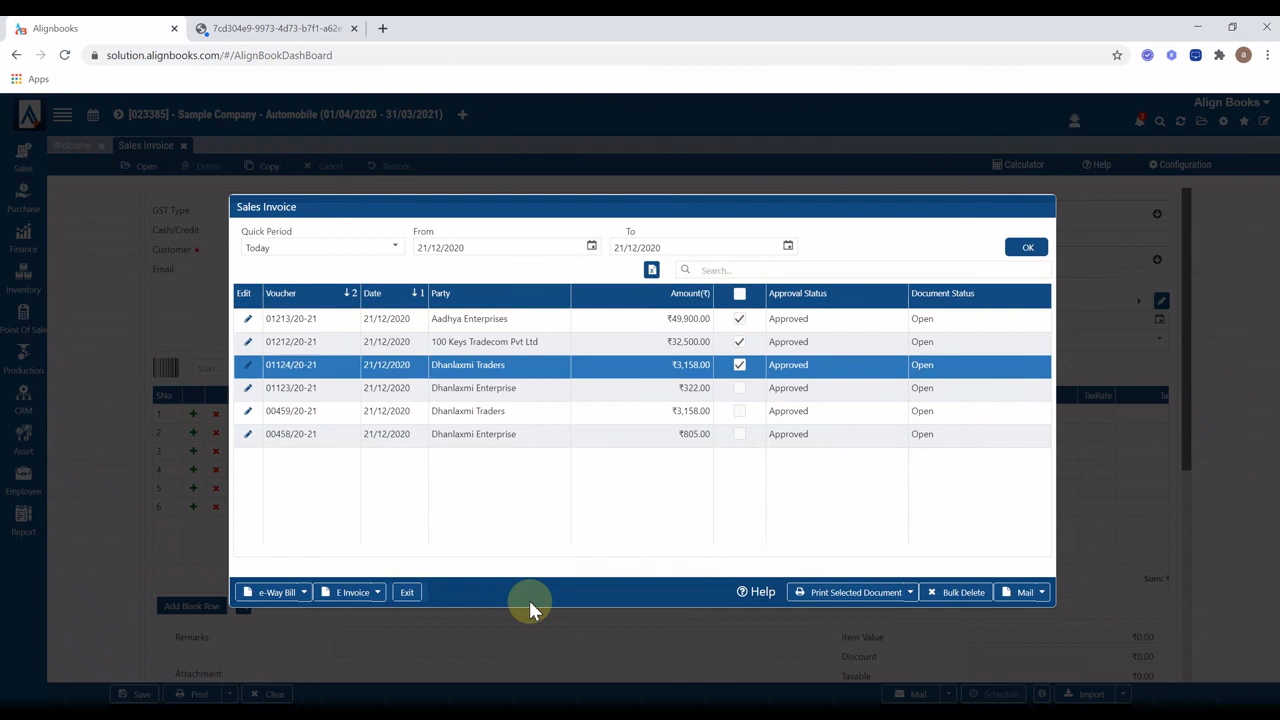 Alignbooks
7cd304e9-9973-4d73-b7f1-a62e
solution.alignbooks.com/#/AlignBookDashBoard
a
Apps
Align Books
[023385] - Sample Company - Automobile (01/04/2020 - 31/03/2021)
Welcome
Sales Invoice
Sales
Open Delete Copy Cancel Restore
Calculator Help Configuration
Purchase
Finance
Inventory
Point Of Sale
Production
CRM
Asset
Employee
Report
GST Type
Cash/Credit
Customer *
Email
Scan...
SNo TaxRate Ta
1
2
3
4
5
6
Sum: ₹
Add Blank Row
Remarks
Attachment
Item Value ₹0.00
Discount ₹0.00
Taxable ₹0.00
Save Print Clear Mail Schedule Import
Sales Invoice
Quick Period From To
Today 21/12/2020 21/12/2020 OK
Search...
Edit Voucher 2 Date 1 Party Amount(₹) Approval Status Document Status
01213/20-21 21/12/2020 Aadhya Enterprises ₹49,900.00 Approved Open
01212/20-21 21/12/2020 100 Keys Tradecom Pvt Ltd ₹32,500.00 Approved Open
01124/20-21 21/12/2020 Dhanlaxmi Traders ₹3,158.00 Approved Open
01123/20-21 21/12/2020 Dhanlaxmi Enterprise ₹322.00 Approved Open
00459/20-21 21/12/2020 Dhanlaxmi Traders ₹3,158.00 Approved Open
00458/20-21 21/12/2020 Dhanlaxmi Enterprise ₹805.00 Approved Open
e-Way Bill E Invoice Exit Help Print Selected Document Bulk Delete Mail